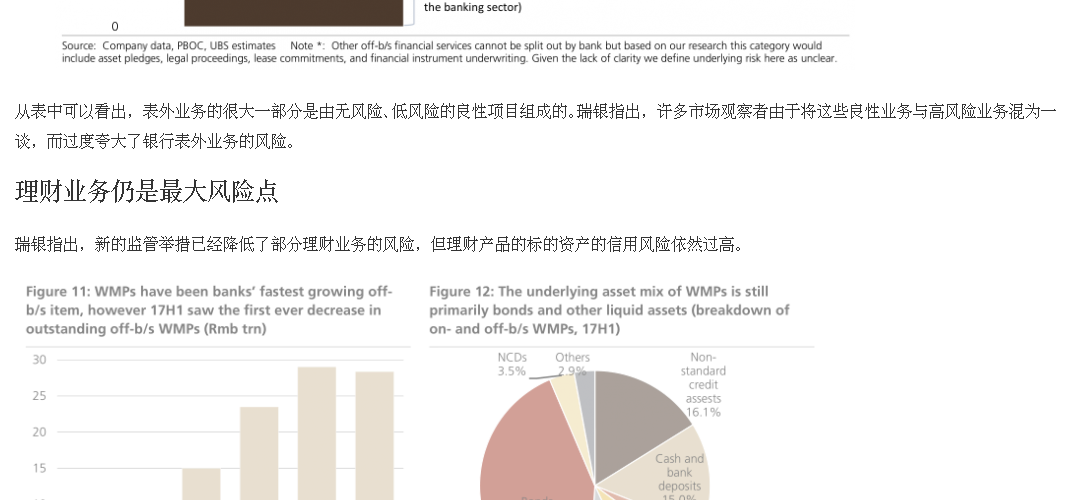 the banking sector)
0
Source: Company data, PBOC, UBS estimates Note *: Other off-b/s financial services cannot be split out by bank but based on our research this category would
include asset pledges, legal proceedings, lease commitments, and financial instrument underwriting. Given the lack of clarity we define underlying risk here as unclear.
从表中可以看出，表外业务的很大一部分是由无风险、低风险的良性项目组成的。瑞银指出，许多市场观察者由于将这些良性业务与高风险业务混为一
谈，而过度夸大了银行表外业务的风险。
理财业务仍是最大风险点
瑞银指出，新的监管举措已经降低了部分理财业务的风险，但理财产品的标的资产的信用风险依然过高。
Figure 11: WMPs have been banks’ fastest growing off-
b/s item, however 17H1 saw the first ever decrease in
outstanding off-b/s WMPs (Rmb trn)
30
25
20
15
Figure 12: The underlying asset mix of WMPs is still
primarily bonds and other liquid assets (breakdown of
on- and off-b/s WMPs, 17H1)
NCDs
3.5%
Others
2.9%
Non-
standard
credit
assests
16.1%
Cash and
bank
deposits
15.0%